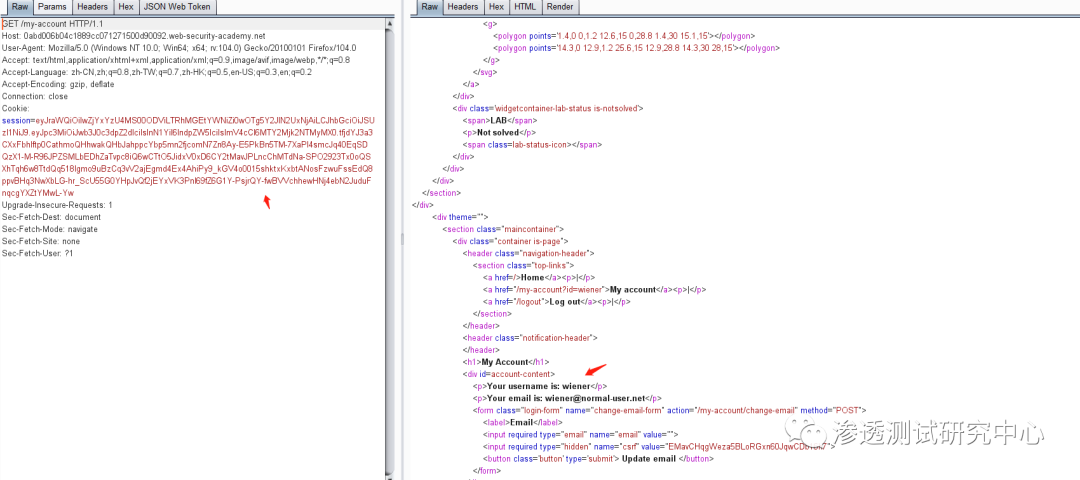 Raw Params Headers Hex JSON Web Token
GET /my-account HTTP/1.1
Host: 0abd006b04c1889cc071271500d90092.web-security-academy.net
User-Agent: Mozilla/5.0 (Windows NT 10.0; Win64; x64; rv:104.0) Gecko/20100101 Firefox/104.0
Accept: text/html,application/xhtml+xml,application/xml;q=0.9,image/avif,image/webp,*/*;q=0.8
Accept-Language: zh-CN,zh;q=0.8,zh-TW;q=0.7,zh-HK;q=0.5,en-US;q=0.3,en;q=0.2
Accept-Encoding: gzip, deflate
Connection: close
Cookie:
Upgrade-Insecure-Requests: 1
Sec-Fetch-Dest: document
Sec-Fetch-Mode: navigate
Sec-Fetch-Site: none
Sec-Fetch-User: ?1
Raw Headers Hex HTML Render
<g>
<polygon points='1.4,0 0,1.2 12.6,15 0,28.8 1.4,30 15.1,15'></polygon>
<polygon points='14.3,0 12.9,1.2 25.6,15 12.9,28.8 14.3,30 28,15'></polygon>
</g>
</svg>
</a>
</div>
<div class='widgetcontainer-lab-status is-notsolved'>
<span>LAB</span>
<p>Not solved</p>
<span class=lab-status-icon></span>
</div>
</div>
</div>
</section>
</div>
<div theme="">
<section class="maincontainer">
<div class="container is-page">
<header class="navigation-header">
<section class="top-links">
<a href=/>Home</a><p>|</p>
<a href="/my-account?id=wiener">My account</a><p>|</p>
<a href="/logout">Log out</a><p>|</p>
</section>
</header>
<header class="notification-header">
</header>
<h1>My Account</h1>
<div id=account-content>
<p>Your username is: wiener</p>
<p>Your email is: wiener@normal-user.net</p>
<form class="login-form" name="change-email-form" action="/my-account/change-email" method="POST">
<label>Email</label>
<input required type="email" name="email" value="">
<input required type="hidden" name="csrf" value=
<button class='button' type='submit'> Update email </button>
</form>
渗透测试研究中心